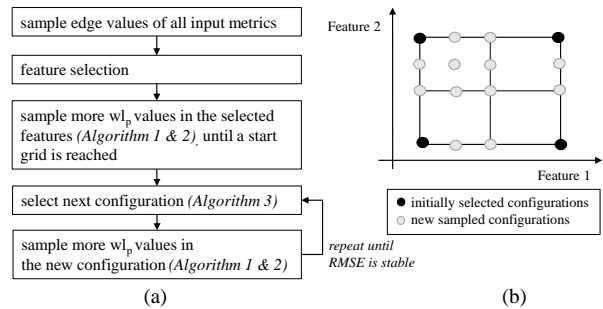 sample edge values of all input metrics
feature selection
sample more wlp values in the selected
features (Algorithm 1 & 2), until a start
grid is reached
select next configuration (Algorithm 3)
sample more wlp values in
the new configuration (Algorithm 1 & 2)
repeat until
RMSE is stable
(a)
Feature 2
Feature 1
initially selected configurations
new sampled configurations
(b)